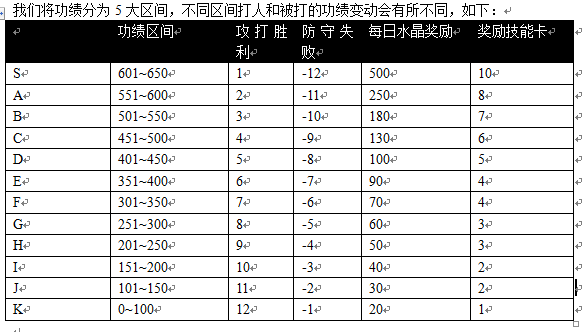 我们将功绩分为 5 大区间，不同区间打人和被打的功绩变动会有所不同，如下：
功绩区间 攻打胜利 防守失败 每日水晶奖励 奖励技能卡
S 601~650 1 -12 500 10
A 551~600 2 -11 250 8
B 501~550 3 -10 180 7
C 451~500 4 -9 130 6
D 401~450 5 -8 100 5
E 351~400 6 -7 90 4
F 301~350 7 -6 70 4
G 251~300 8 -5 60 3
H 201~250 9 -4 50 3
I 151~200 10 -3 40 2
J 101~150 11 -2 30 2
K 0~100 12 -1 20 1